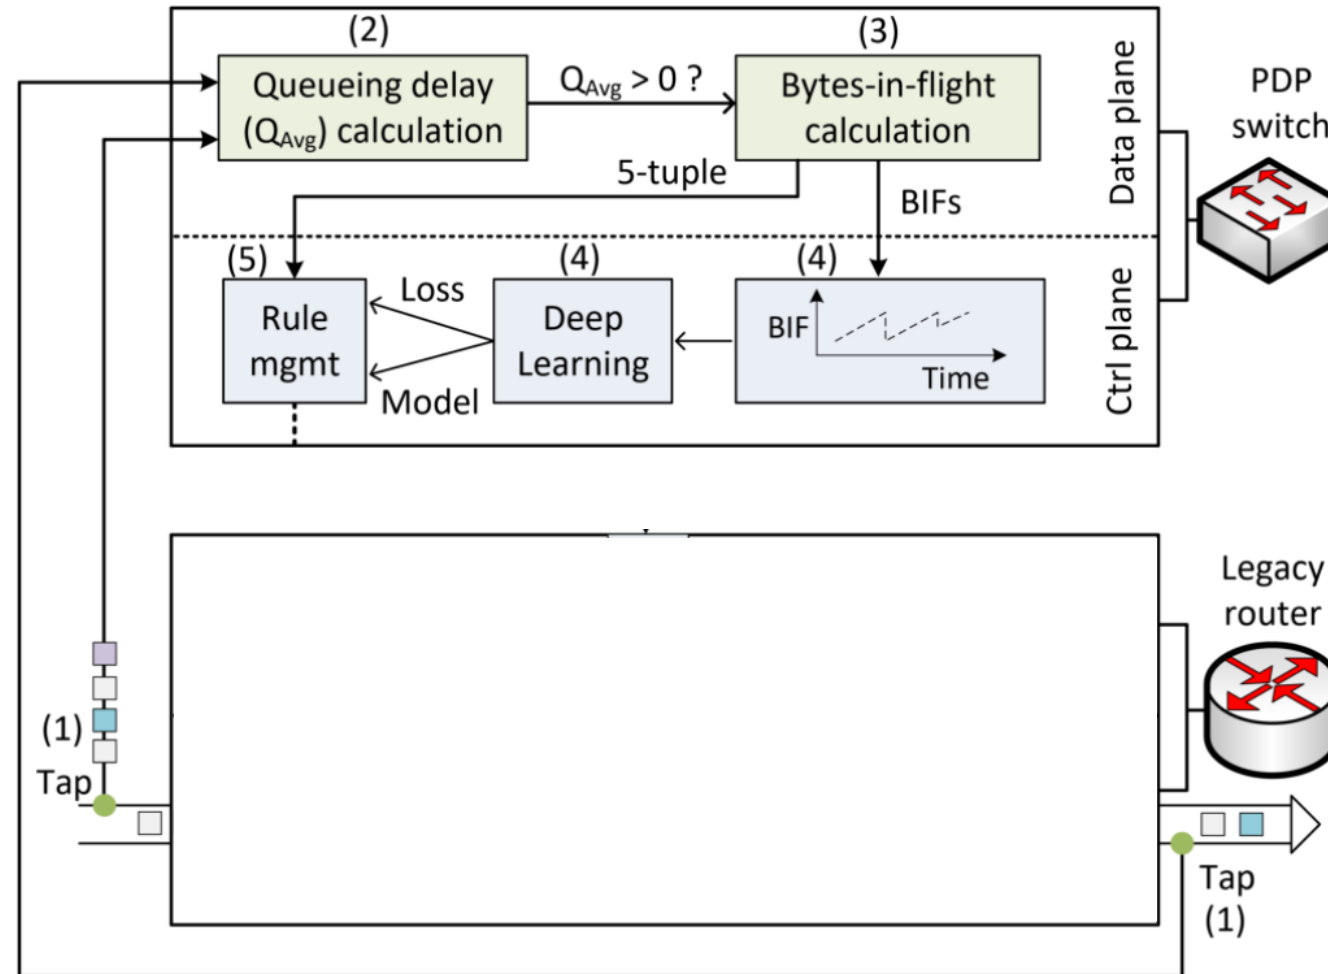 (2)
(3)
Queueing delay
(QAvg) calculation
QAvg > 0 ?
Bytes-in-flight
calculation
Data plane
PDP
switch
5-tuple
BIFs
(5)
(4)
(4)
Rule
mgmt
Loss
Model
Deep
Learning
BIF
Time
Ctrl plane
Legacy
router
(1)
Tap
Tap
(1)